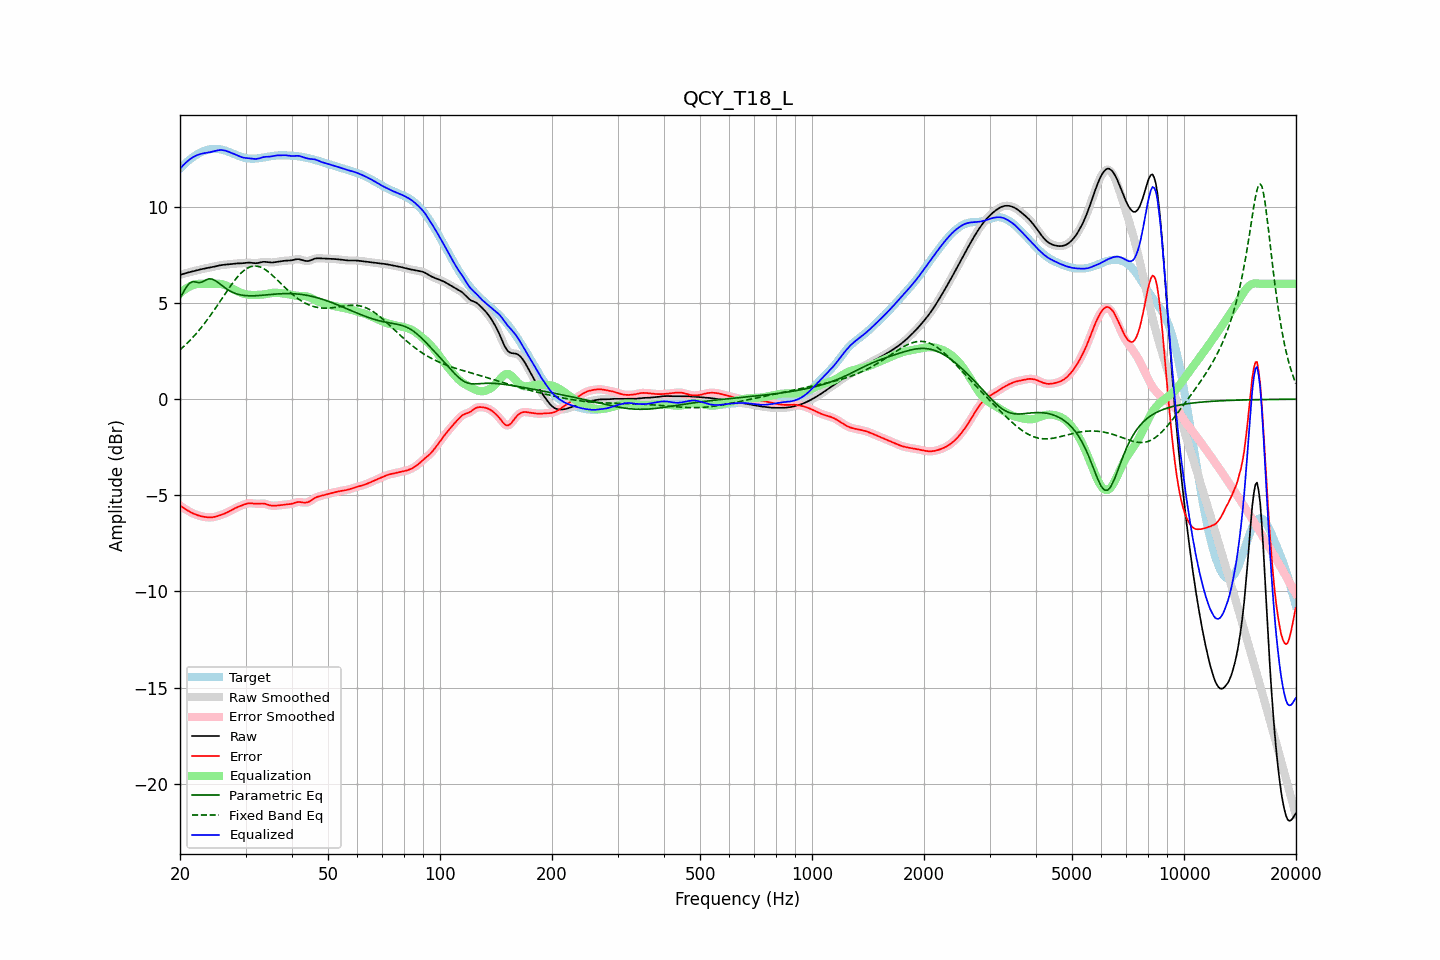 QCY_T18_L
Amplitude (dBr)
10
5
0
−5
−10
−15
−20
Target
Raw Smoothed
Error Smoothed
Raw
Error
Equalization
Parametric Eq
Fixed Band Eq
Equalized
20 50 100 200 500 1000 2000 5000 10000 20000
Frequency (Hz)